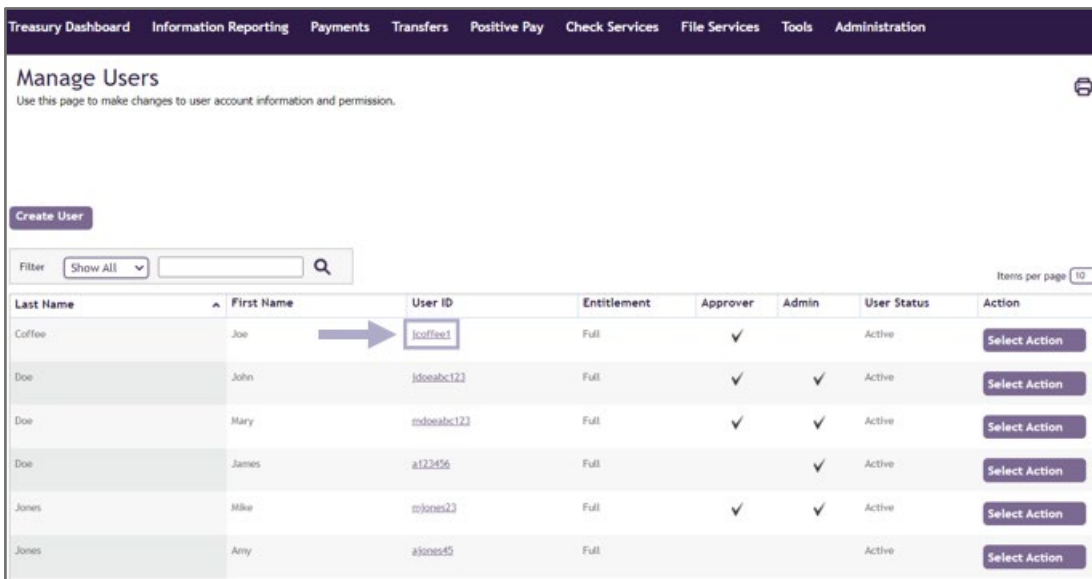 Treasury Dashboard Information Reporting Payments Transfers Positive Pay Check Services File Services Tools Administration
Manage Users
Use this page to make changes to user account information and permission.
Create User
Filter Show All
Items per page 10
Last Name First Name User ID Entitlement Approver Admin User Status Action
Coffee Joe jcoffee1 Full ✓ Active Select Action
Doe John jdoeabc123 Full ✓ ✓ Active Select Action
Doe Mary mdoeabc123 Full ✓ ✓ Active Select Action
Doe James a123456 Full ✓ Active Select Action
Jones Mike mjones23 Full ✓ ✓ Active Select Action
Jones Amy ajones45 Full Active Select Action